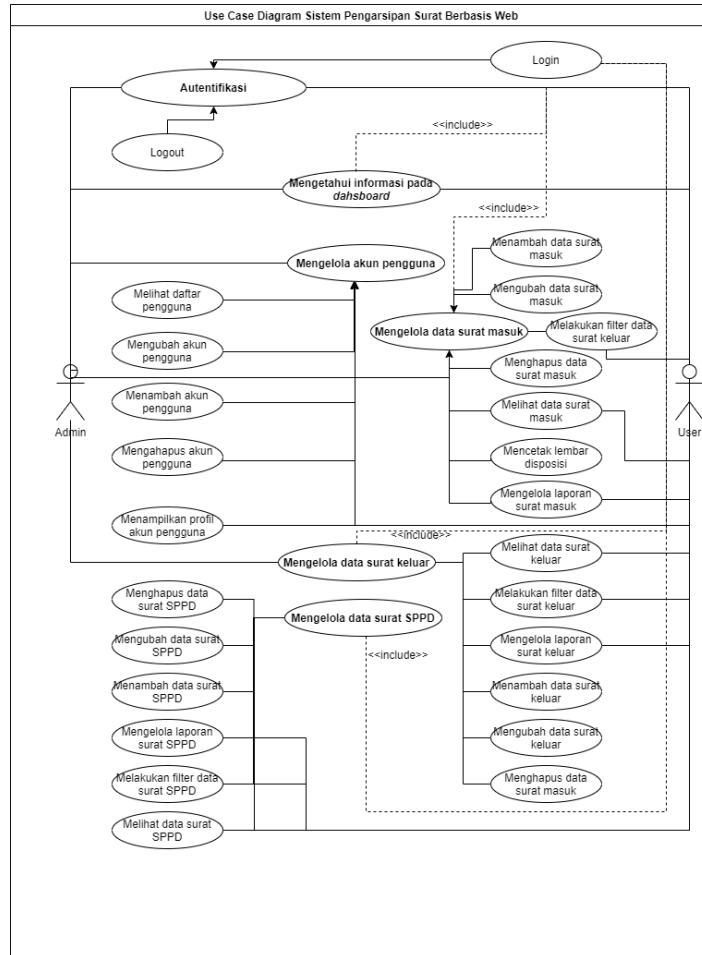 Use Case Diagram Sistem Pengarsipan Surat Berbasis Web
Login
Autentifikasi
<<include>>
Logout
Mengetahui informasi pada
dahsboard
<<include>>
Menambah data surat
masuk
Mengelola akun pengguna
Melihat daftar
pengguna
Mengubah data surat
masuk
Mengelola data surat masuk
Melakukan filter data
surat keluar
Mengubah akun
pengguna
Menghapus data
surat masuk
Menambah akun
pengguna
Melihat data surat
masuk
Admin
User
Mengahapus akun
pengguna
Mencetak lembar
disposisi
Mengelola laporan
surat masuk
Menampilkan profil
akun pengguna
<<include>>
Mengelola data surat keluar
Melihat data surat
keluar
Menghapus data
surat SPPD
Melakukan filter data
surat keluar
Mengelola data surat SPPD
Mengubah data surat
SPPD
Mengelola laporan
surat keluar
<<include>>
Menambah data surat
SPPD
Menambah data surat
keluar
Mengelola laporan
surat SPPD
Mengubah data surat
keluar
Melakukan filter data
surat SPPD
Menghapus data
surat masuk
Melihat data surat
SPPD